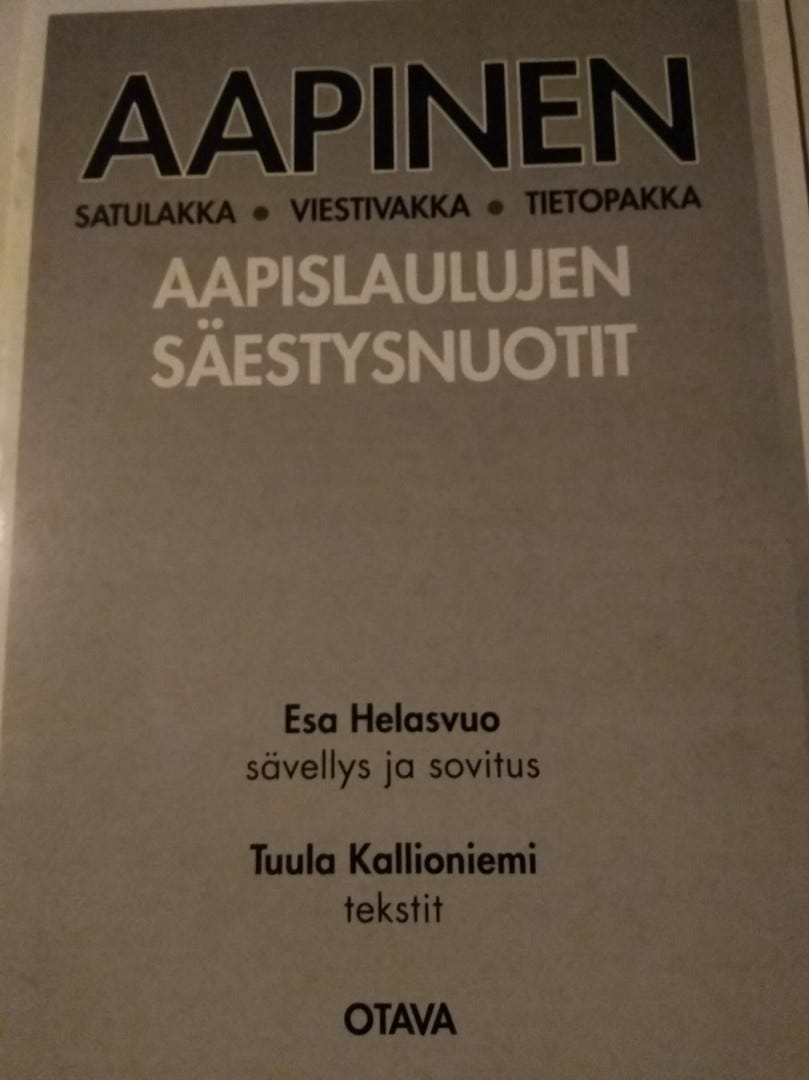 AAPINEN
SATULAKKA • VIESTIVAKKA • TIETOPAKKA
AAPISLAULUJEN
SÄESTYSNUOTIT
Esa Helasvuo
sävellys ja sovitus
Tuula Kallioniemi
tekstit
OTAVA